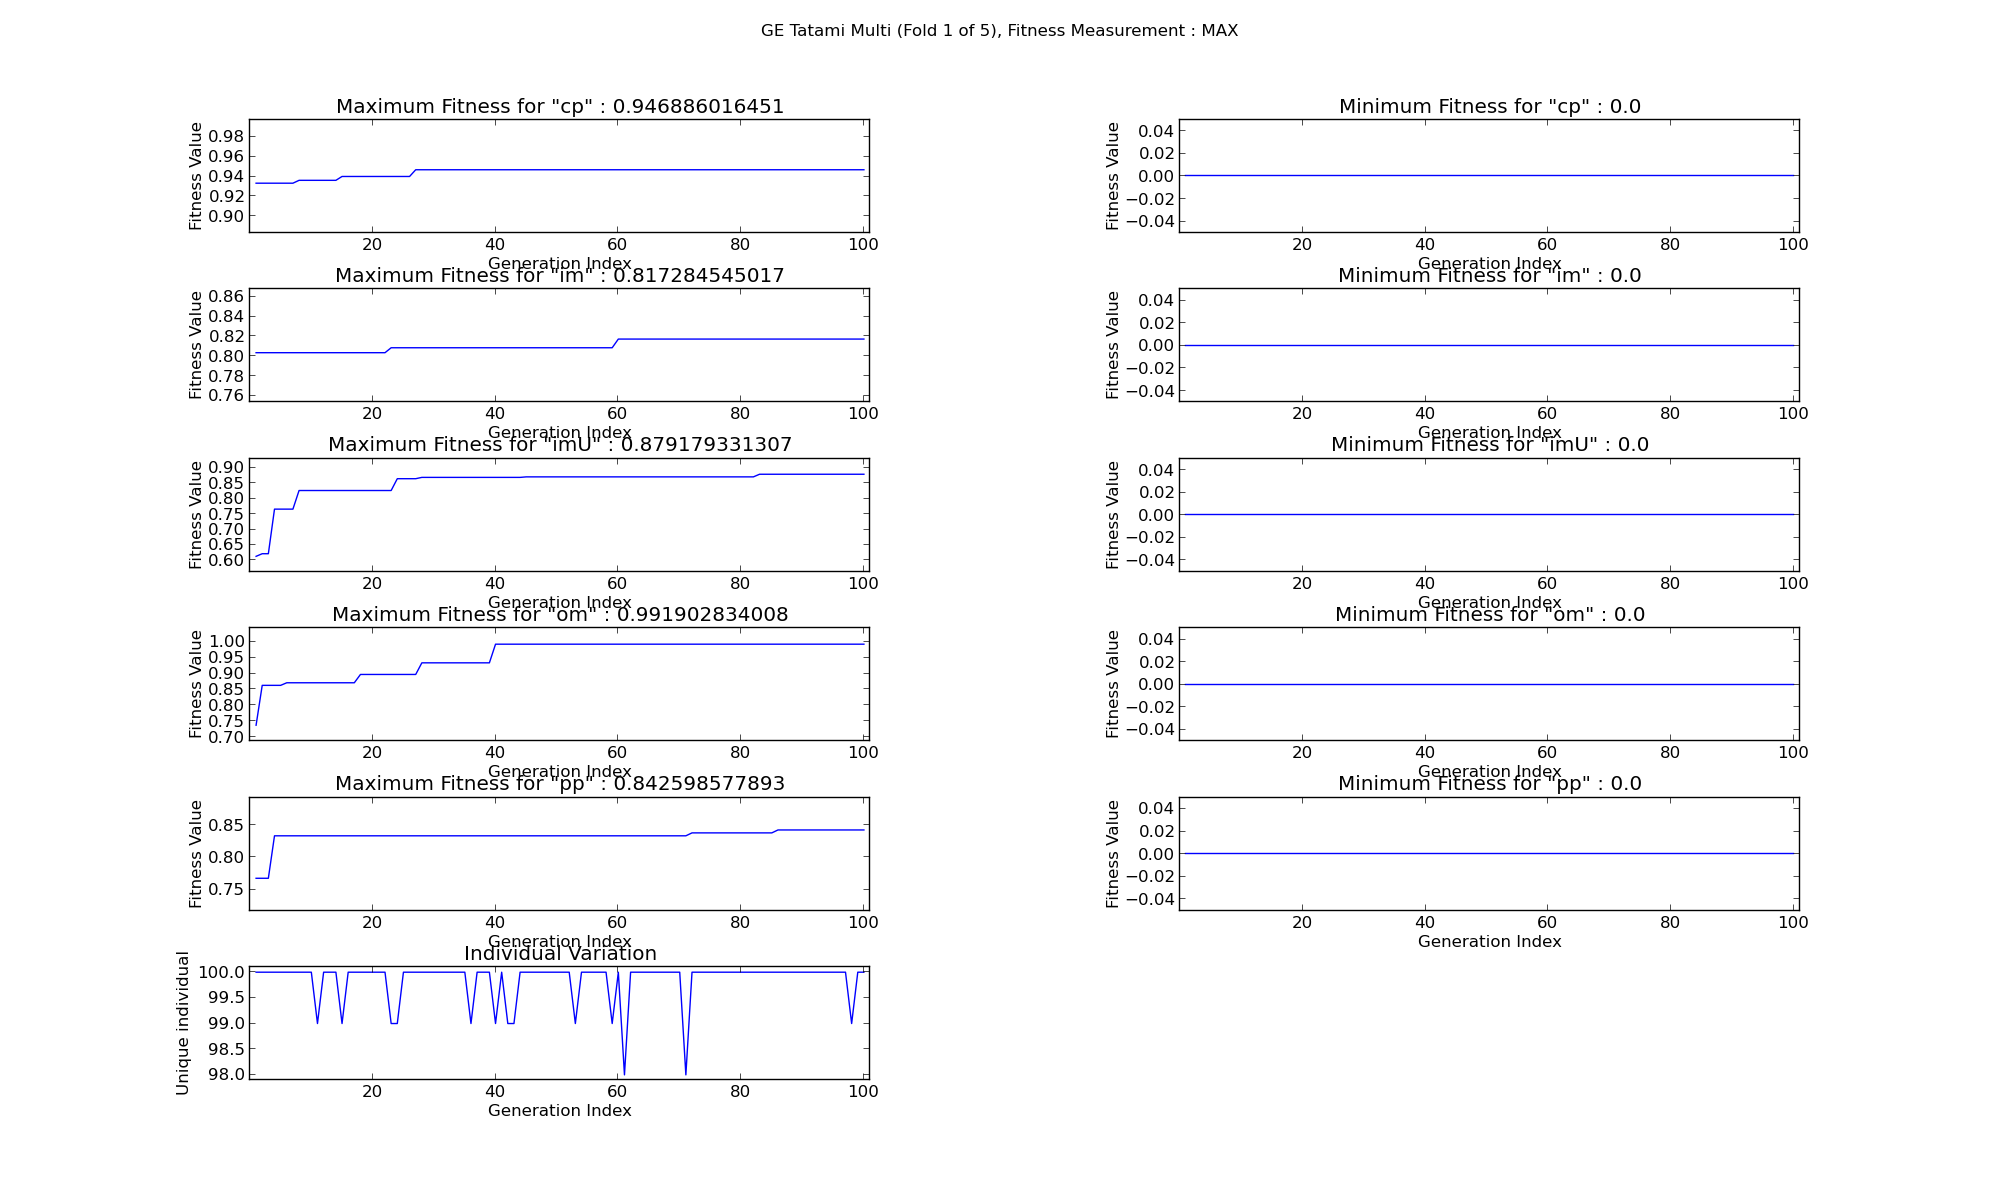 GE Tatami Multi (Fold 1 of 5), Fitness Measurement : MAX
Maximum Fitness for "cp" : 0.946886016451
Fitness Value
0.98
0.96
0.94
0.92
0.90
20 40 60 80 100
Generation Index
Minimum Fitness for "cp" : 0.0
Fitness Value
0.04
0.02
0.00
−0.02
−0.04
20 40 60 80 100
Generation Index
Maximum Fitness for "im" : 0.817284545017
Fitness Value
0.86
0.84
0.82
0.80
0.78
0.76
20 40 60 80 100
Generation Index
Minimum Fitness for "im" : 0.0
Fitness Value
0.04
0.02
0.00
−0.02
−0.04
20 40 60 80 100
Generation Index
Maximum Fitness for "imU" : 0.879179331307
Fitness Value
0.90
0.85
0.80
0.75
0.70
0.65
0.60
20 40 60 80 100
Generation Index
Minimum Fitness for "imU" : 0.0
Fitness Value
0.04
0.02
0.00
−0.02
−0.04
20 40 60 80 100
Generation Index
Maximum Fitness for "om" : 0.991902834008
Fitness Value
1.00
0.95
0.90
0.85
0.80
0.75
0.70
20 40 60 80 100
Generation Index
Minimum Fitness for "om" : 0.0
Fitness Value
0.04
0.02
0.00
−0.02
−0.04
20 40 60 80 100
Generation Index
Maximum Fitness for "pp" : 0.842598577893
Fitness Value
0.85
0.80
0.75
20 40 60 80 100
Generation Index
Minimum Fitness for "pp" : 0.0
Fitness Value
0.04
0.02
0.00
−0.02
−0.04
20 40 60 80 100
Generation Index
Individual Variation
Unique individual
100.0
99.5
99.0
98.5
98.0
20 40 60 80 100
Generation Index